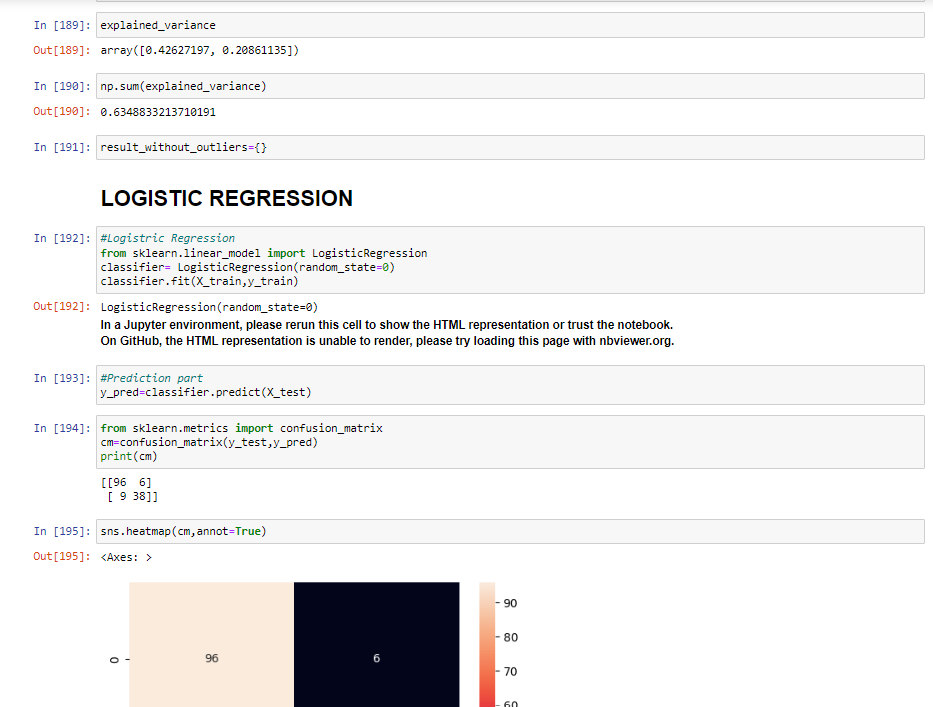 In [189]: explained_variance
Out[189]: array([0.42627197, 0.20861135])
In [190]: np.sum(explained_variance)
Out[190]: 0.6348833213710191
In [191]: result_without_outliers={}
LOGISTIC REGRESSION
In [192]: #Logistric Regression
from sklearn.linear_model import LogisticRegression
classifier= LogisticRegression(random_state=0)
classifier.fit(X_train,y_train)
Out[192]: LogisticRegression(random_state=0)
In a Jupyter environment, please rerun this cell to show the HTML representation or trust the notebook.
On GitHub, the HTML representation is unable to render, please try loading this page with nbviewer.org.
In [193]: #Prediction part
y_pred=classifier.predict(X_test)
In [194]: from sklearn.metrics import confusion_matrix
cm=confusion_matrix(y_test,y_pred)
print(cm)
[[96  6]
 [ 9 38]]
In [195]: sns.heatmap(cm,annot=True)
Out[195]: <Axes: >
90
80
0 96 6
70
60